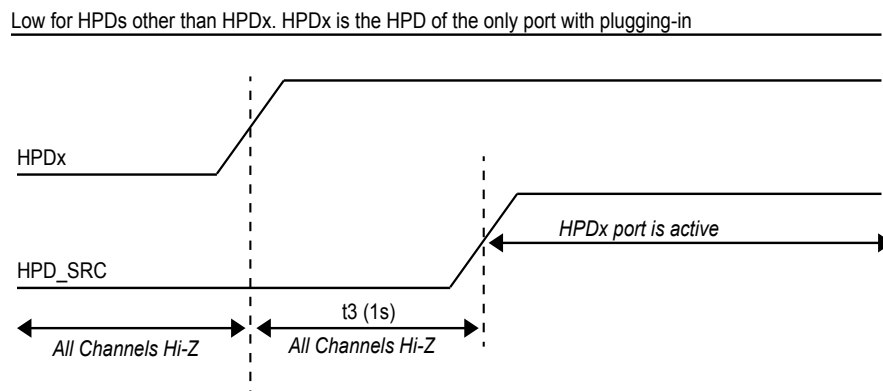 Low for HPDs other than HPDx. HPDx is the HPD of the only port with plugging-in
HPDx
HPDx port is active
HPD_SRC
t3 (1s)
All Channels Hi-Z
All Channels Hi-Z